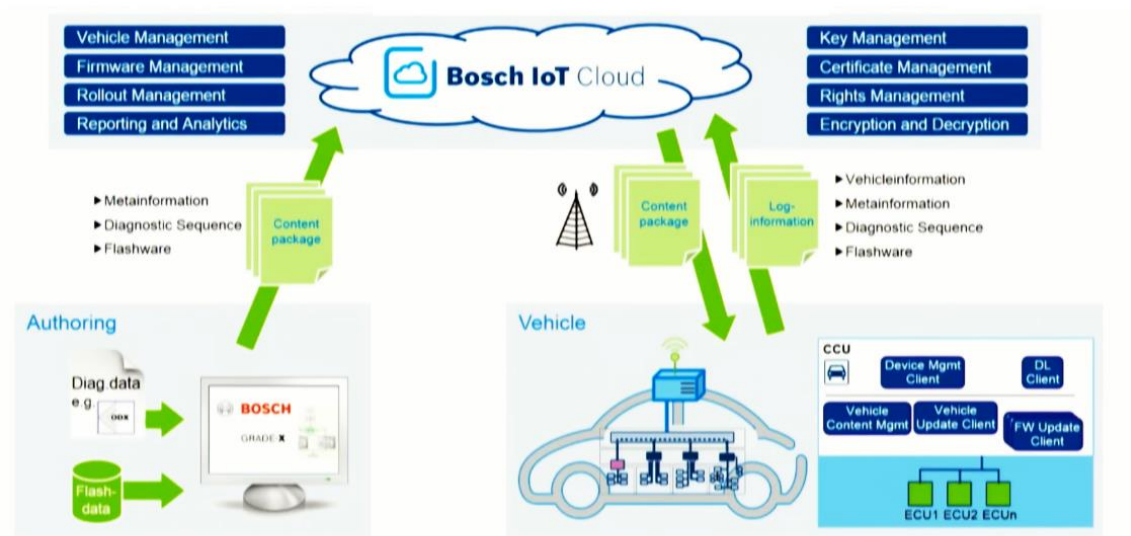 Vehicle Management
Firmware Management
Rollout Management
Reporting and Analytics
Bosch IoT Cloud
Key Management
Certificate Management
Rights Management
Encryption and Decryption
Metainformation
Diagnostic Sequence
Flashware
Content
package
Content
package
Log-
information
Vehicleinformation
Metainformation
Diagnostic Sequence
Flashware
Authoring
Diag.data
e.g.
ODX
BOSCH
GRADE-X
Flash-
data
Vehicle
CCU
Device Mgmt
Client
DL
Client
Vehicle
Content Mgmt
Vehicle
Update Client
FW Update
Client
ECU1 ECU2 ECUn